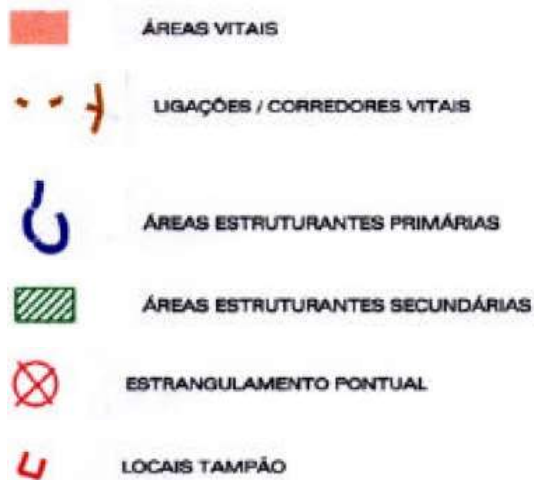 ÁREAS VITAIS
LIGAÇÕES / CORREDORES VITAIS
ÁREAS ESTRUTURANTES PRIMÁRIAS
ÁREAS ESTRUTURANTES SECUNDÁRIAS
ESTRANGULAMENTO PONTUAL
LOCAIS TAMPÃO